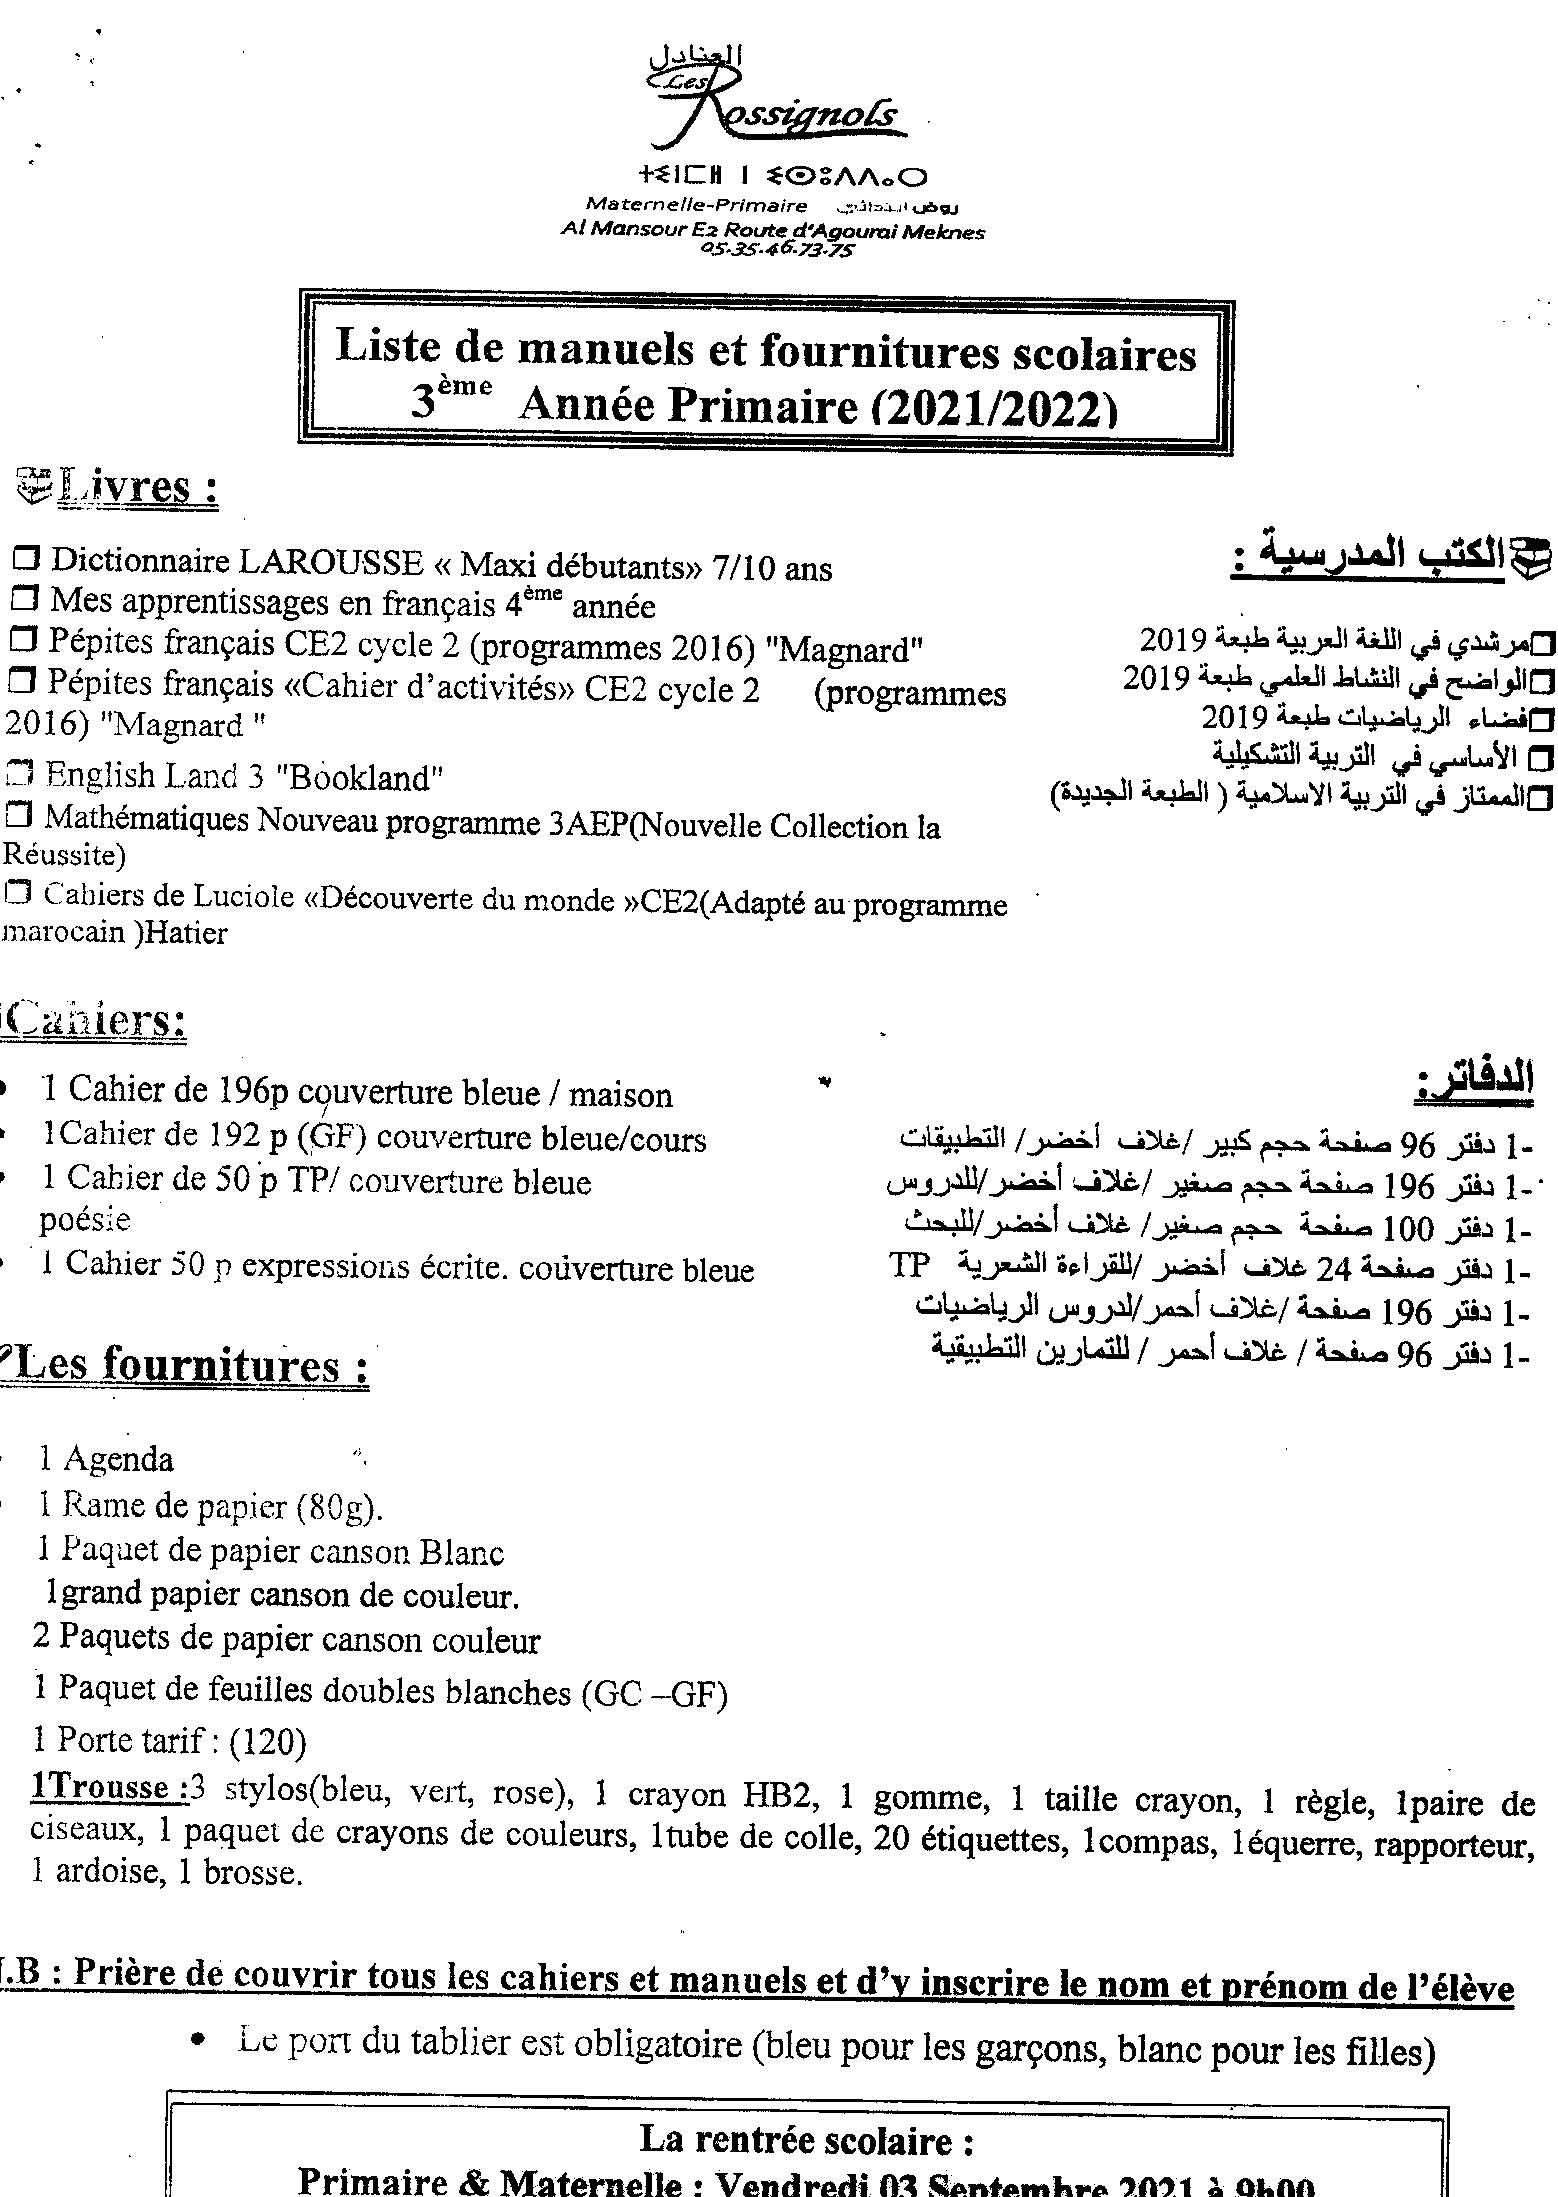 العنادل
Les
Rossignols
ⵜⵉⵏⵎⵍ ⵏ ⵉⵙⵓⴷⴷⴰⵔ
Maternelle-Primaire روض ابتدائي
Al Mansour E2 Route d'Agourai Meknes
05-35-46-73-75
Liste de manuels et fournitures scolaires
3ème Année Primaire (2021/2022)
Livres :
❒ Dictionnaire LAROUSSE « Maxi débutants» 7/10 ans
❒ Mes apprentissages en français 4ème année
❒ Pépites français CE2 cycle 2 (programmes 2016) "Magnard"
❒ Pépites français «Cahier d'activités» CE2 cycle 2 (programmes
2016) "Magnard "
❒ English Land 3 "Bookland"
❒ Mathématiques Nouveau programme 3AEP(Nouvelle Collection la
Réussite)
❒ Cahiers de Luciole «Découverte du monde »CE2(Adapté au programme
marocain )Hatier
الكتب المدرسية :
❒مرشدي في اللغة العربية طبعة 2019
❒الواضح في النشاط العلمي طبعة 2019
❒فضاء الرياضيات طبعة 2019
❒ الأساسي في التربية التشكيلية
❒الممتاز في التربية الاسلامية ( الطبعة الجديدة)
Cahiers:
• 1 Cahier de 196p couverture bleue / maison
• 1Cahier de 192 p (GF) couverture bleue/cours
• 1 Cahier de 50 p TP/ couverture bleue
poésie
• 1 Cahier 50 p expressions écrite. couverture bleue
الدفاتر:
-1 دفتر 96 صفحة حجم كبير /غلاف أخضر/ التطبيقات
-1 دفتر 196 صفحة حجم صغير /غلاف أخضر/للدروس
-1 دفتر 100 صفحة حجم صغير/ غلاف أخضر/للبحث
-1 دفتر صفحة 24 غلاف أخضر /للقراءة الشعرية TP
-1 دفتر 196 صفحة /غلاف أحمر/لدروس الرياضيات
-1 دفتر 96 صفحة / غلاف أحمر / للتمارين التطبيقية
Les fournitures :
1 Agenda
1 Rame de papier (80g).
1 Paquet de papier canson Blanc
1grand papier canson de couleur.
2 Paquets de papier canson couleur
1 Paquet de feuilles doubles blanches (GC –GF)
1 Porte tarif : (120)
1Trousse :3 stylos(bleu, vert, rose), 1 crayon HB2, 1 gomme, 1 taille crayon, 1 règle, 1paire de
ciseaux, 1 paquet de crayons de couleurs, 1tube de colle, 20 étiquettes, 1compas, 1équerre, rapporteur,
1 ardoise, 1 brosse.
.B : Prière de couvrir tous les cahiers et manuels et d'y inscrire le nom et prénom de l'élève
• Le port du tablier est obligatoire (bleu pour les garçons, blanc pour les filles)
La rentrée scolaire :
Primaire & Maternelle : Vendredi 03 Septembre 2021 à 9h00